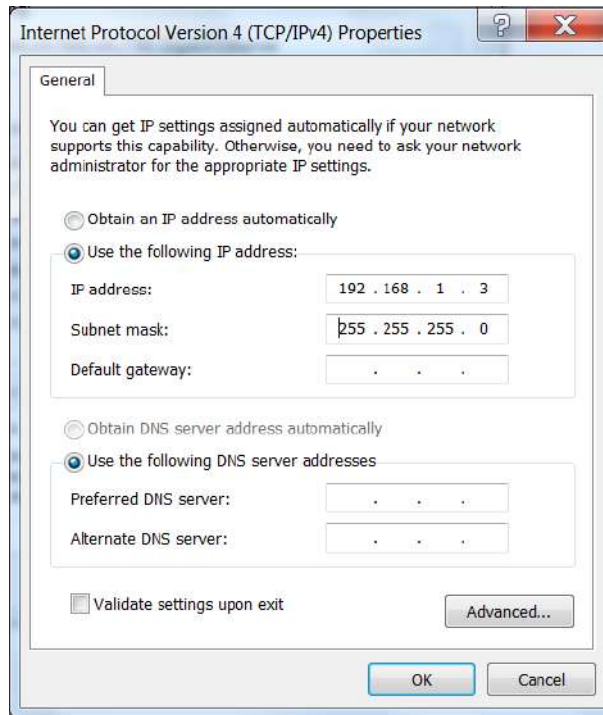 Internet Protocol Version 4 (TCP/IPv4) Properties
General
You can get IP settings assigned automatically if your network
supports this capability. Otherwise, you need to ask your network
administrator for the appropriate IP settings.
Obtain an IP address automatically
Use the following IP address:
IP address: 192 . 168 . 1 . 3
Subnet mask: 255 . 255 . 255 . 0
Default gateway: . . .
Obtain DNS server address automatically
Use the following DNS server addresses
Preferred DNS server: . . .
Alternate DNS server: . . .
Validate settings upon exit
Advanced...
OK Cancel